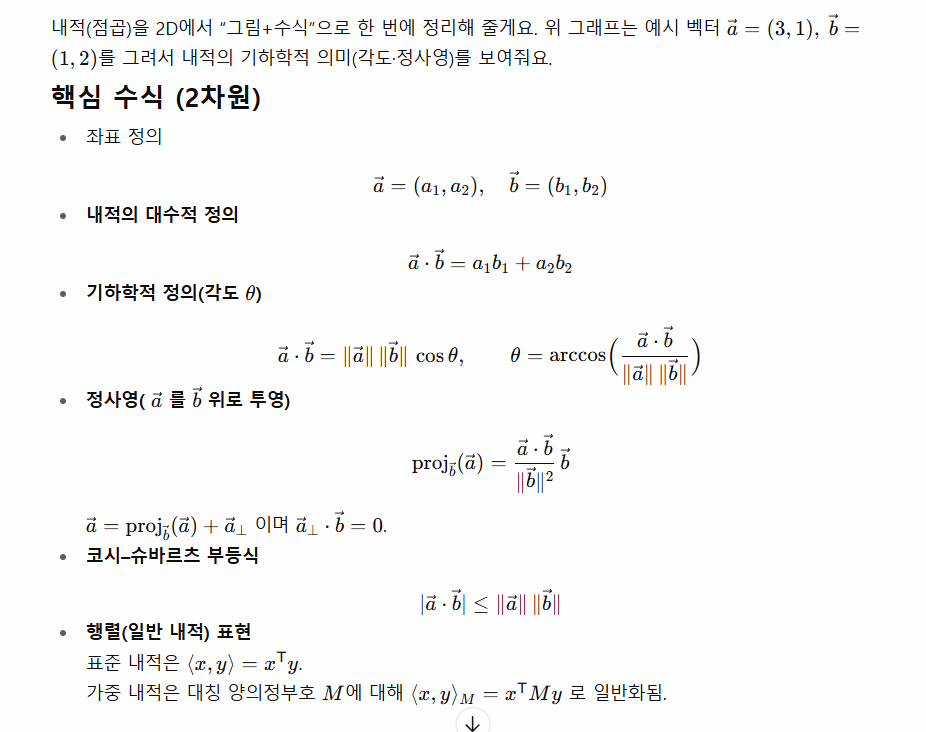 내적(점곱)을 2D에서 “그림+수식”으로 한 번에 정리해 줄게요. 위 그래프는 예시 벡터 $\vec{a} = (3,1),\ \vec{b} =$
$(1,2)$를 그려서 내적의 기하학적 의미(각도·정사영)를 보여줘요.
핵심 수식 (2차원)
• 좌표 정의
$\vec{a} = (a_1, a_2), \quad \vec{b} = (b_1, b_2)$
• 내적의 대수적 정의
$\vec{a} \cdot \vec{b} = a_1 b_1 + a_2 b_2$
• 기하학적 정의(각도 $\theta$)
$\vec{a} \cdot \vec{b} = \|\vec{a}\| \, \|\vec{b}\| \, \cos\theta, \qquad \theta = \arccos\left(\frac{\vec{a} \cdot \vec{b}}{\|\vec{a}\| \, \|\vec{b}\|}\right)$
• 정사영( $\vec{a}$ 를 $\vec{b}$ 위로 투영)
$\mathrm{proj}_{\vec{b}}(\vec{a}) = \frac{\vec{a} \cdot \vec{b}}{\|\vec{b}\|^2} \, \vec{b}$
$\vec{a} = \mathrm{proj}_{\vec{b}}(\vec{a}) + \vec{a}_\perp$ 이며 $\vec{a}_\perp \cdot \vec{b} = 0$.
• 코시–슈바르츠 부등식
$|\vec{a} \cdot \vec{b}| \le \|\vec{a}\| \, \|\vec{b}\|$
• 행렬(일반 내적) 표현
표준 내적은 $\langle x, y \rangle = x^\mathsf{T} y$.
가중 내적은 대칭 양의정부호 $M$에 대해 $\langle x, y \rangle_M = x^\mathsf{T} M y$ 로 일반화됨.